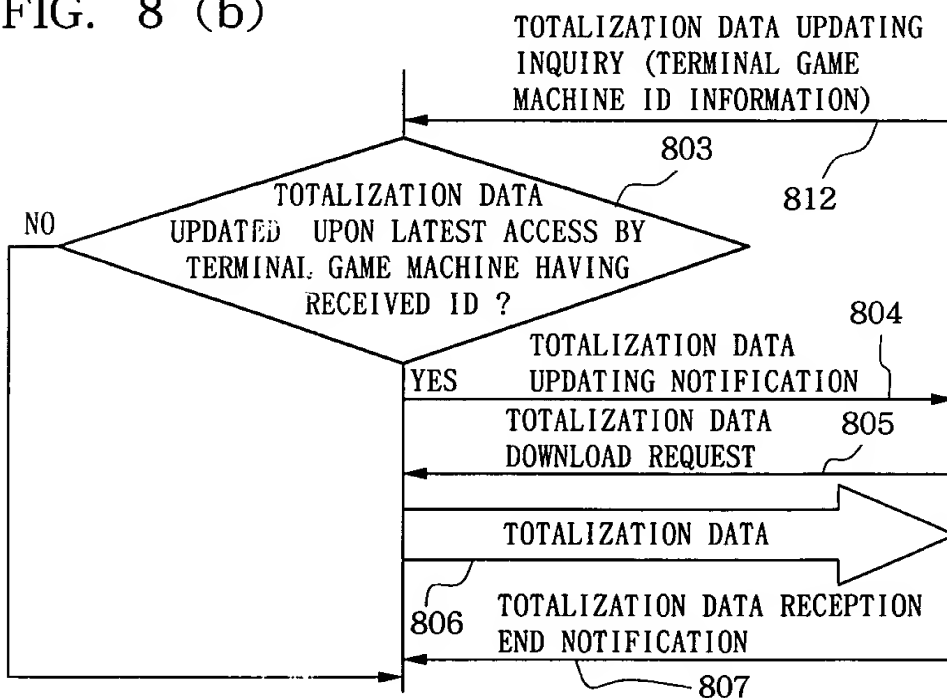 FIG. 8 (b)
TOTALIZATION DATA UPDATING
INQUIRY (TERMINAL GAME
MACHINE ID INFORMATION)
812
803
TOTALIZATION DATA
UPDATED UPON LATEST ACCESS BY
TERMINAL GAME MACHINE HAVING
RECEIVED ID ?
NO
YES
804
TOTALIZATION DATA
UPDATING NOTIFICATION
805
TOTALIZATION DATA
DOWNLOAD REQUEST
TOTALIZATION DATA
806
TOTALIZATION DATA RECEPTION
END NOTIFICATION
807